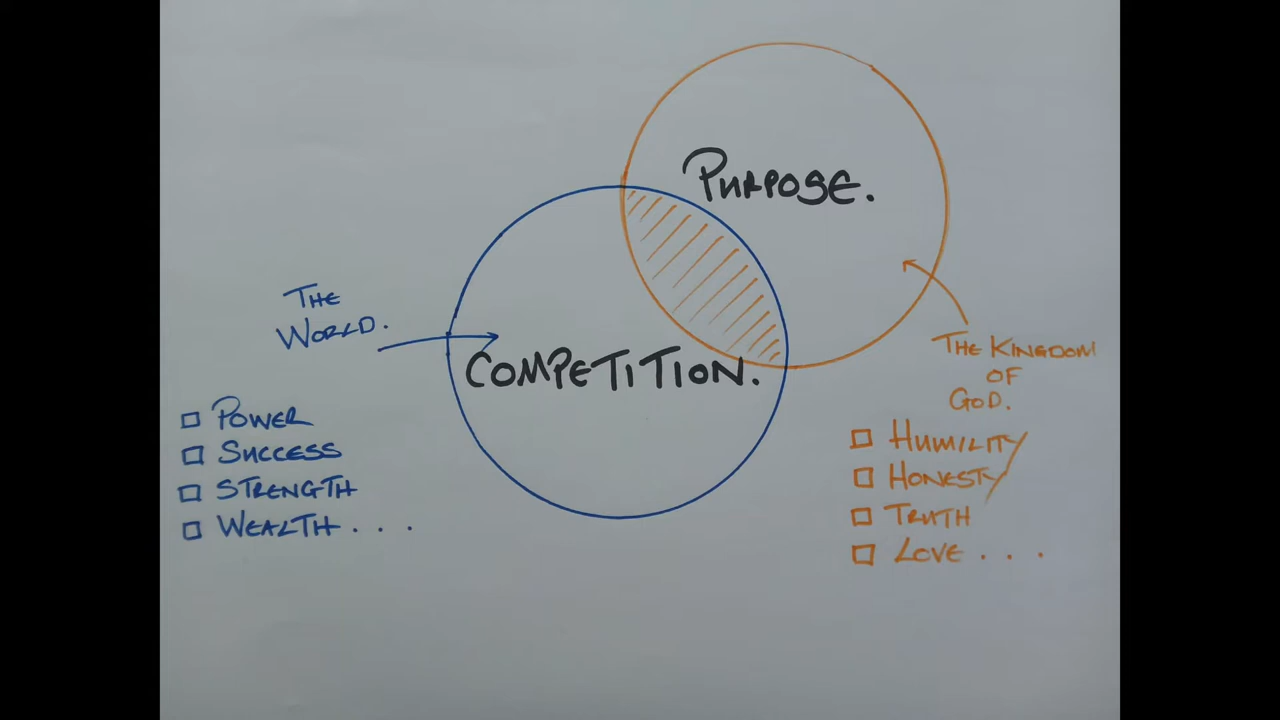 PURPOSE.
THE
WORLD.
COMPETITION.
POWER
SUCCESS
STRENGTH
WEALTH...
THE KINGDOM
OF
GOD.
HUMILITY
HONESTY
TRUTH
LOVE...